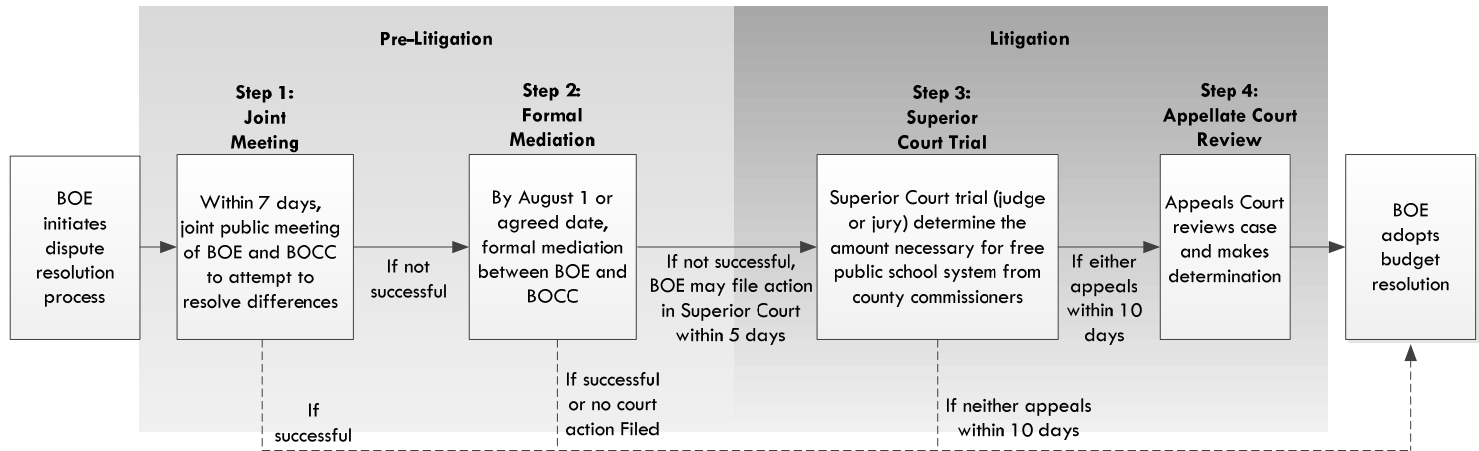 Pre–Litigation
Litigation
Step 1:
Joint
Meeting
Step 2:
Formal
Mediation
Step 3:
Superior
Court Trial
Step 4:
Appellate Court
Review
BOE
initiates
dispute
resolution
process
Within 7 days,
joint public meeting
of BOE and BOCC
to attempt to
resolve differences
If not
successful
By August 1 or
agreed date,
formal mediation
between BOE and
BOCC
If not successful,
BOE may file action
in Superior Court
within 5 days
Superior Court trial (judge
or jury) determine the
amount necessary for free
public school system from
county commissioners
If either
appeals
within 10
days
Appeals Court
reviews case
and makes
determination
BOE
adopts
budget
resolution
If
successful
If successful
or no court
action Filed
If neither appeals
within 10 days